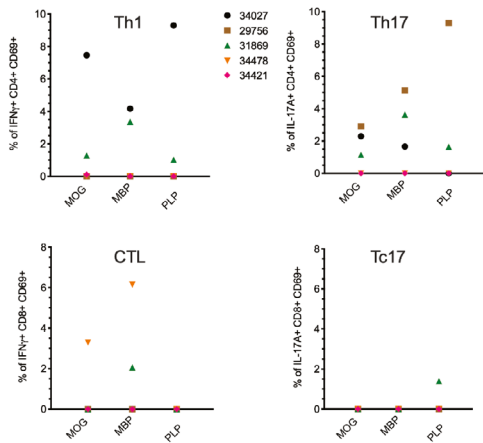 Th1
% of IFNγ+ CD4+ CD69+
10
8
6
4
2
0
MOG
MBP
PLP
34027
29756
31869
34478
34421
Th17
% of IL-17A+ CD4+ CD69+
10
8
6
4
2
0
MOG
MBP
PLP
CTL
% of IFNγ+ CD8+ CD69+
8
6
4
2
0
MOG
MBP
PLP
Tc17
% of IL-17A+ CD8+ CD69+
8
6
4
2
0
MOG
MBP
PLP